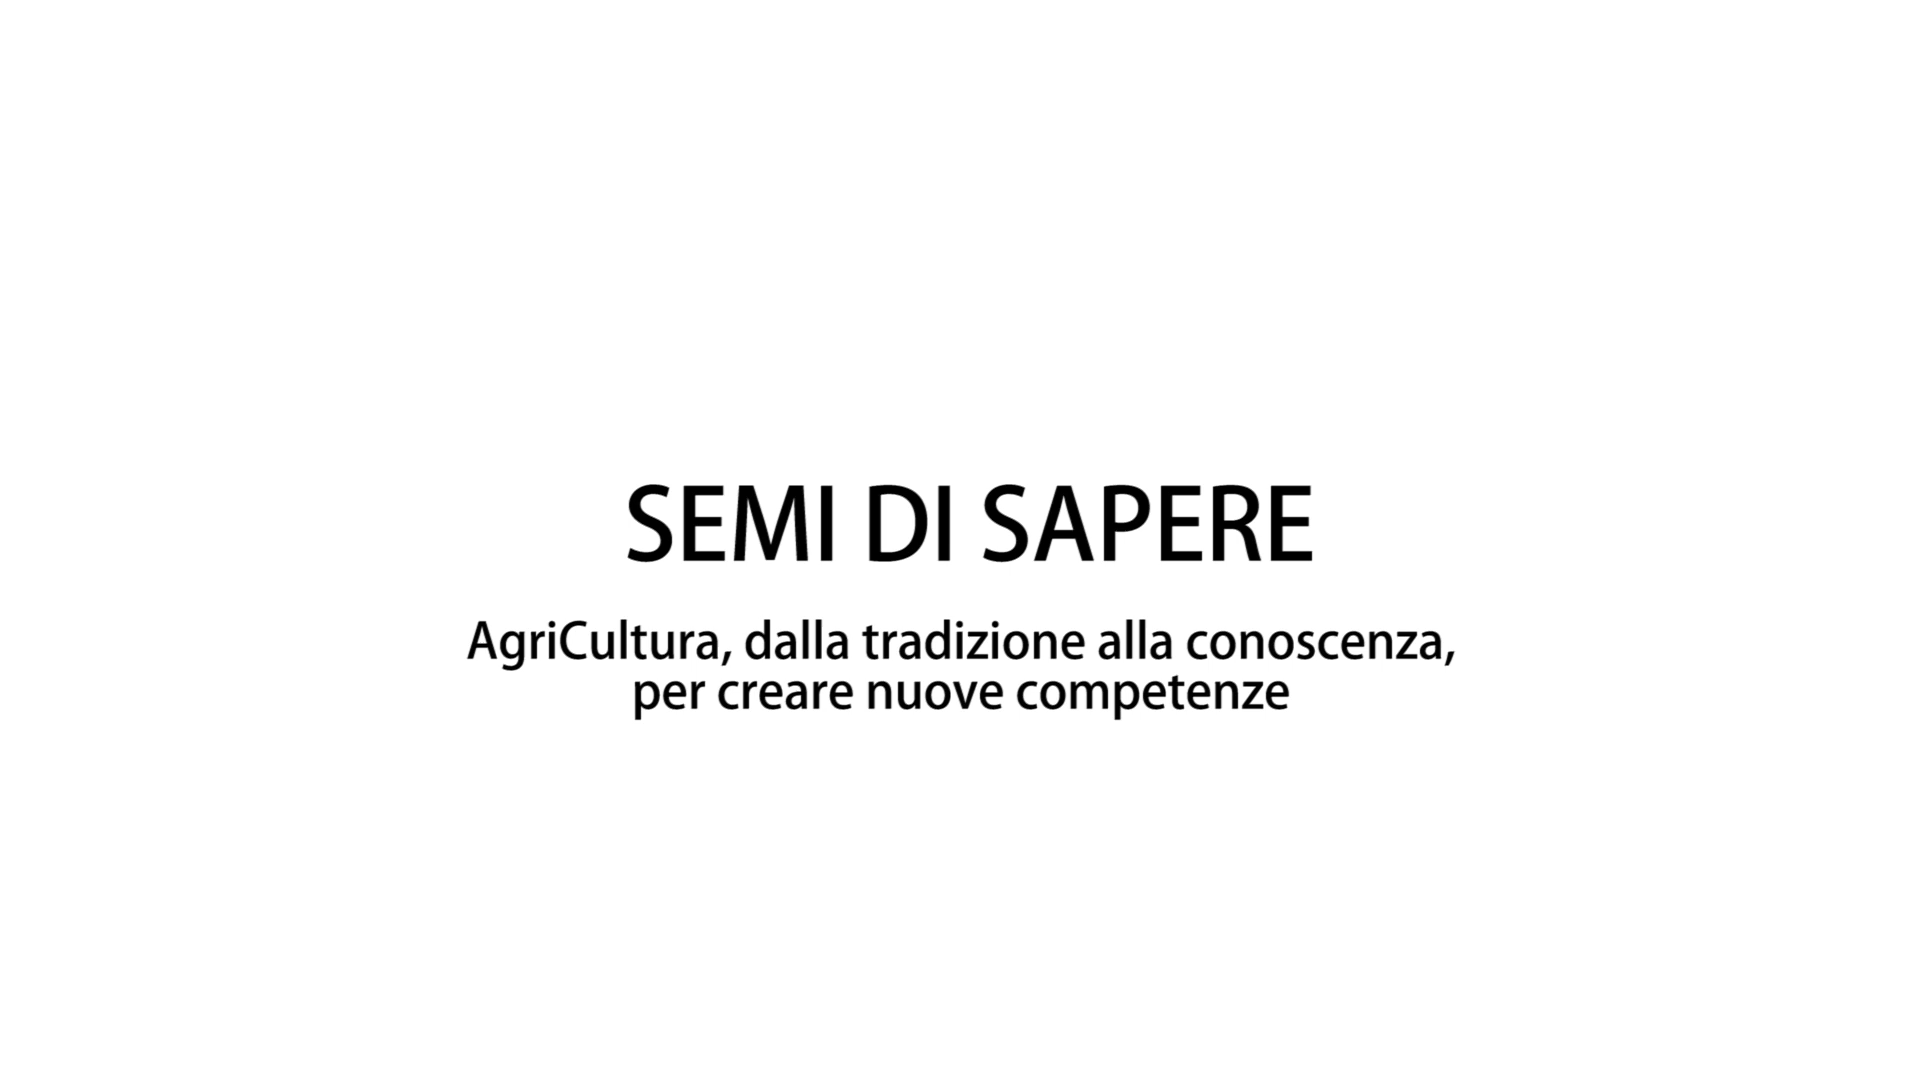 SEMI DI SAPERE
AgriCultura, dalla tradizione alla conoscenza,
per creare nuove competenze